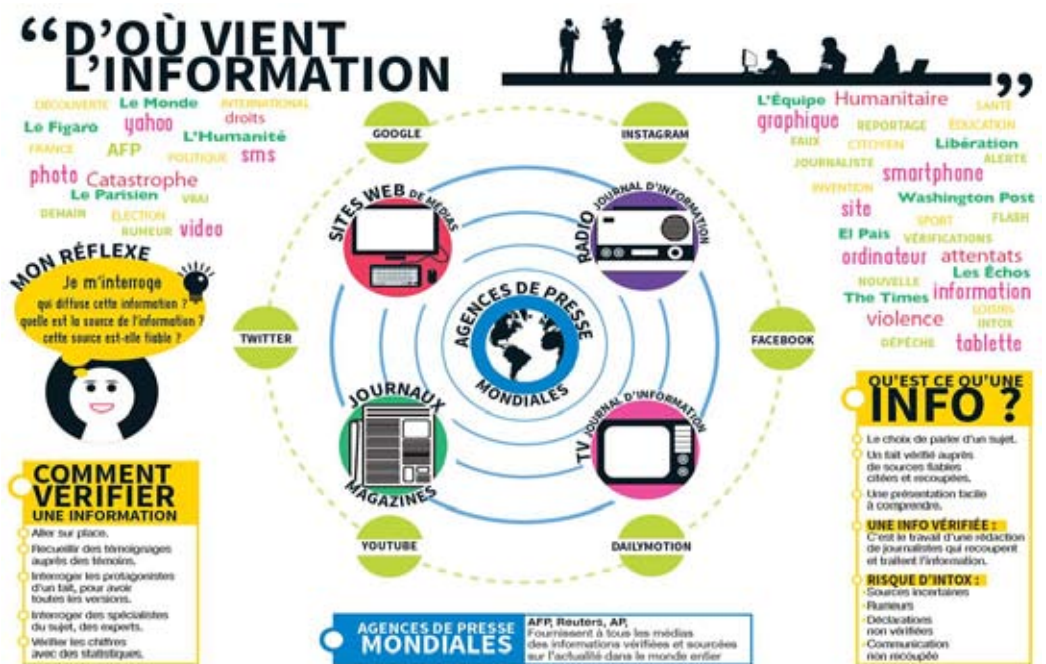 “D'OÙ VIENT
L'INFORMATION”
DÉCOUVERTE Le Monde INTERNATIONAL
Le Figaro yahoo droits
L'Humanité
FRANCE AFP POLITIQUE sms
photo Catastrophe
Le Parisien VRAI
DEMAIN ÉLECTION
RUMEUR video
MON RÉFLEXE
Je m'interroge
qui diffuse cette information ?
quelle est la source de l'information ?
cette source est-elle fiable ?
COMMENT
VÉRIFIER
UNE INFORMATION
Aller sur place.
Recueillir des témoignages
auprès des témoins.
Interroger les protagonistes
d'un fait, pour avoir
toutes les versions.
Interroger des spécialistes
du sujet, des experts.
Vérifier les chiffres
avec des statistiques.
GOOGLE
INSTAGRAM
TWITTER
FACEBOOK
YOUTUBE
DAILYMOTION
SITES WEB DE MÉDIAS
RADIO JOURNAL D'INFORMATION
AGENCES DE PRESSE
MONDIALES
JOURNAUX
MAGAZINES
TV JOURNAL D'INFORMATION
AGENCES DE PRESSE
MONDIALES
AFP, Reuters, AP,
Fournissent à tous les médias
des informations vérifiées et sourcées
sur l'actualité dans le monde entier
L'Équipe Humanitaire SANTÉ
graphique REPORTAGE ÉDUCATION
FAUX CITOYEN Libération
JOURNALISTE ALERTE
smartphone
INVENTION Washington Post
site SPORT FLASH
El Pais VÉRIFICATIONS
ordinateur attentats
NOUVELLE Les Échos
The Times information
violence LOISIRS
INTOX
DÉPÊCHE tablette
QU'EST CE QU'UNE
INFO ?
Le choix de parler d'un sujet.
Un fait vérifié auprès
de sources fiables
citées et recoupées.
Une présentation facile
à comprendre.
UNE INFO VÉRIFIÉE :
C'est le travail d'une rédaction
de journalistes qui recoupent
et traitent l'information.
RISQUE D'INTOX :
- Sources incertaines
- Rumeurs
- Déclarations
non vérifiées
- Communication
non recoupée